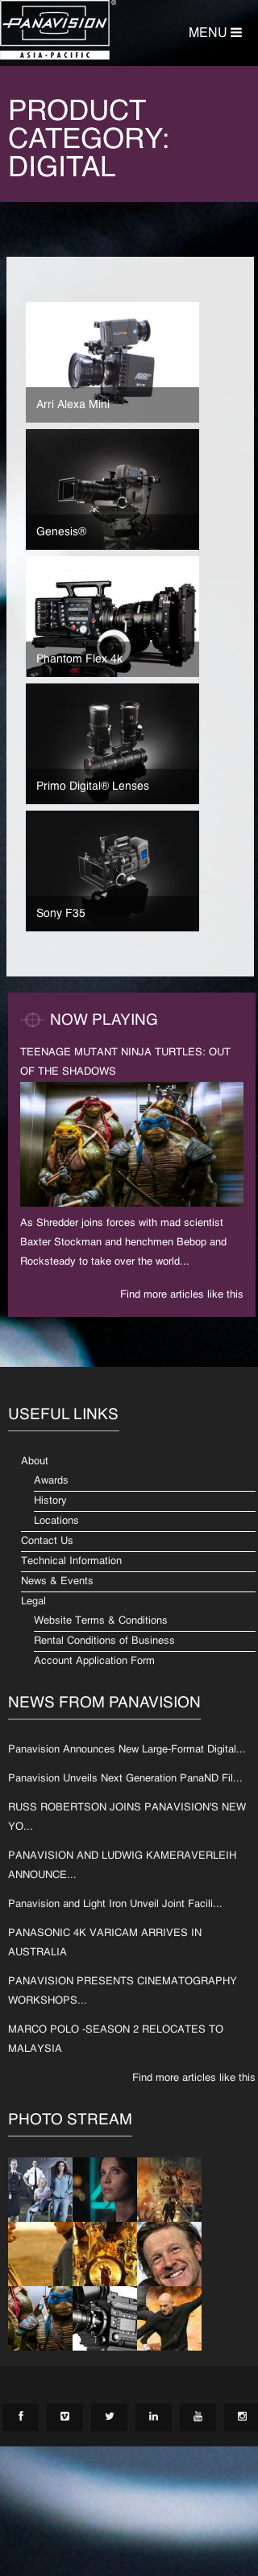 PANAVISION®
ASIA-PACIFIC
MENU
PRODUCT
CATEGORY:
DIGITAL
Arri Alexa Mini
Genesis®
Phantom Flex 4k
Primo Digital® Lenses
Sony F35
NOW PLAYING
TEENAGE MUTANT NINJA TURTLES: OUT
OF THE SHADOWS
As Shredder joins forces with mad scientist
Baxter Stockman and henchmen Bebop and
Rocksteady to take over the world...
Find more articles like this
USEFUL LINKS
About
Awards
History
Locations
Contact Us
Technical Information
News & Events
Legal
Website Terms & Conditions
Rental Conditions of Business
Account Application Form
NEWS FROM PANAVISION
Panavision Announces New Large-Format Digital...
Panavision Unveils Next Generation PanaND Fil...
RUSS ROBERTSON JOINS PANAVISION'S NEW
YO...
PANAVISION AND LUDWIG KAMERAVERLEIH
ANNOUNCE...
Panavision and Light Iron Unveil Joint Facili...
PANASONIC 4K VARICAM ARRIVES IN
AUSTRALIA
PANAVISION PRESENTS CINEMATOGRAPHY
WORKSHOPS...
MARCO POLO -SEASON 2 RELOCATES TO
MALAYSIA
Find more articles like this
PHOTO STREAM